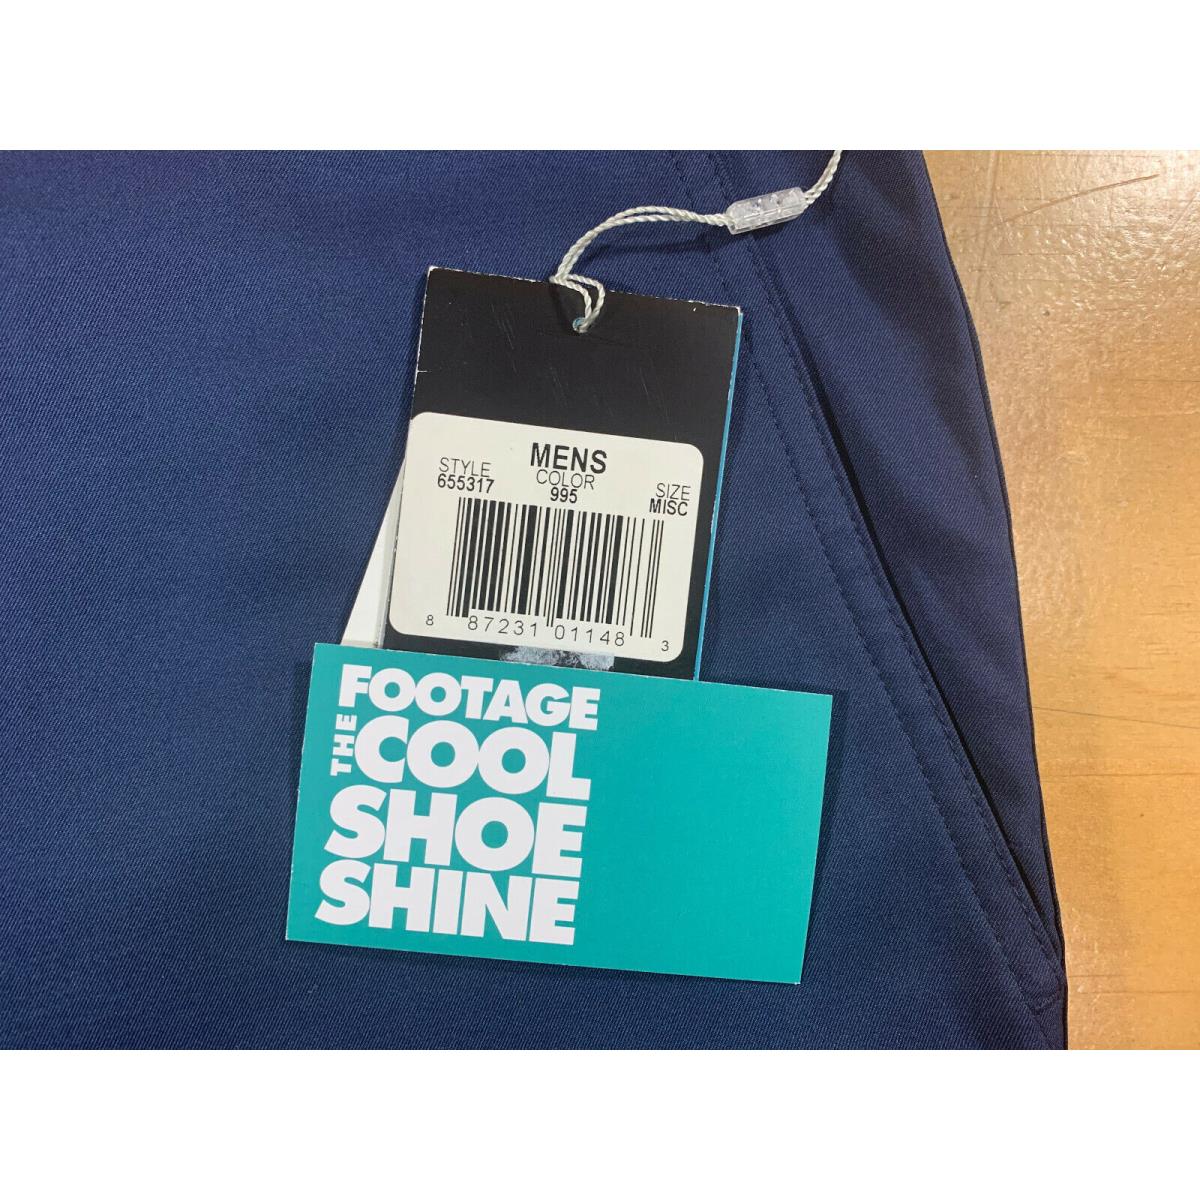 MENS
STYLE COLOR SIZE
655317 995 MISC
8 87231 01148 3
FOOTAGE
THE COOL
SHOE
SHINE